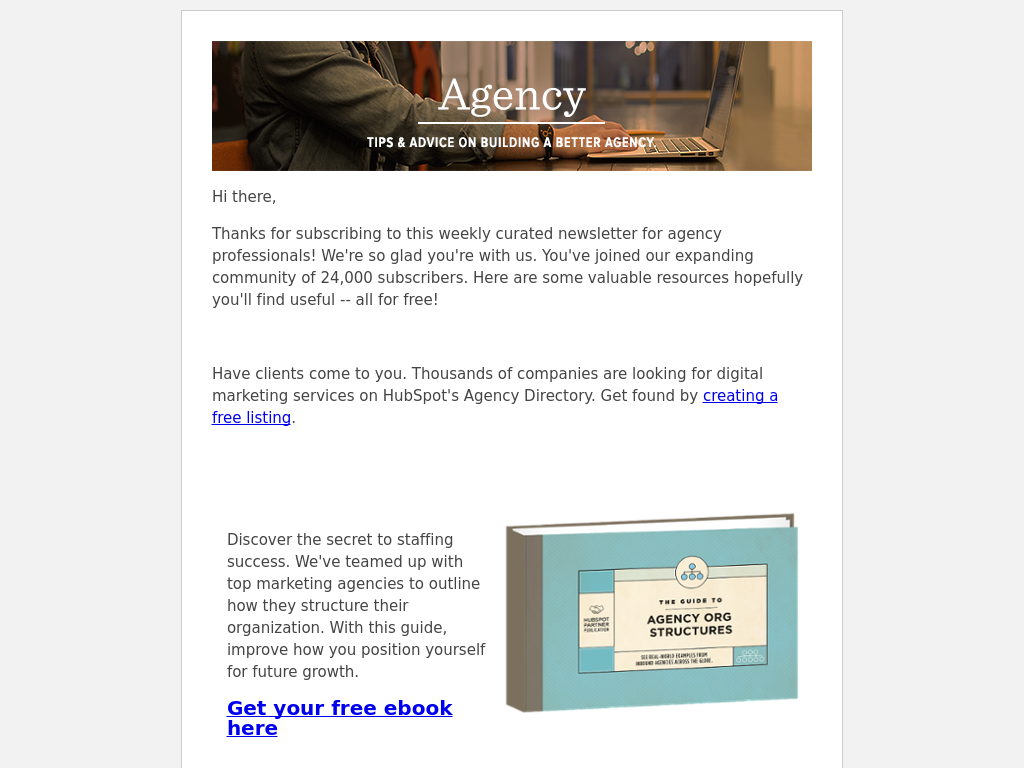 Agency
TIPS & ADVICE ON BUILDING A BETTER AGENCY.
Hi there,
Thanks for subscribing to this weekly curated newsletter for agency
professionals! We're so glad you're with us. You've joined our expanding
community of 24,000 subscribers. Here are some valuable resources hopefully
you'll find useful -- all for free!
Have clients come to you. Thousands of companies are looking for digital
marketing services on HubSpot's Agency Directory. Get found by creating a
free listing.
Discover the secret to staffing
success. We've teamed up with
top marketing agencies to outline
how they structure their
organization. With this guide,
improve how you position yourself
for future growth.
Get your free ebook
here
THE GUIDE TO
AGENCY ORG
STRUCTURES
HUBSPOT
PARTNER
PUBLICATION
SEE REAL-WORLD EXAMPLES FROM
INBOUND AGENCIES ACROSS THE GLOBE.